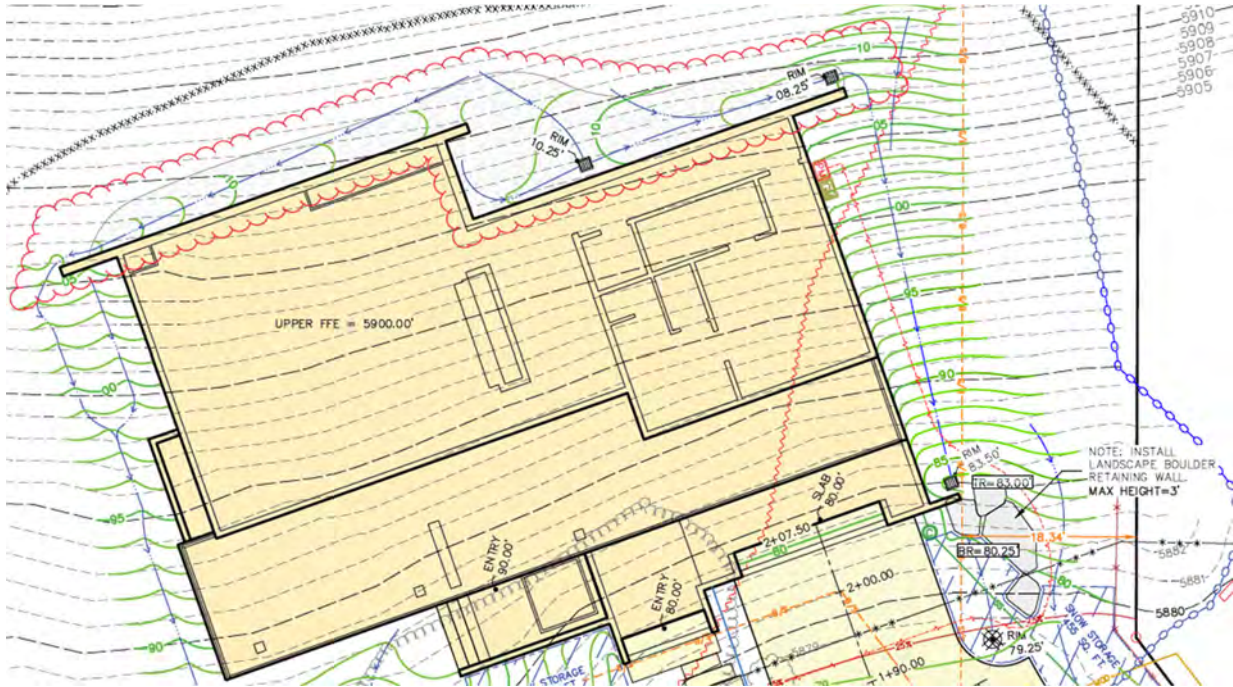 5910
5909
5908
5907
5906
5905
10
RIM
08.25'
RIM
10.25'
10
10
05
05
00
UPPER FFE = 5900.00'
95
00
90
NOTE: INSTALL
LANDSCAPE BOULDER
RETAINING WALL.
MAX HEIGHT=3'
85
RIM
83.50'
TR=83.00'
SLAB
80.00'
95
2+07.50
80
18.34'
BR=80.25'
5882
5881
5880
80
ENTRY
90.00'
ENTRY
80.00'
2+00.00
SNOW STORAGE
455 SQ. FT.
RIM
79.25'
90
5879
STORAGE
FT.
1+90.00